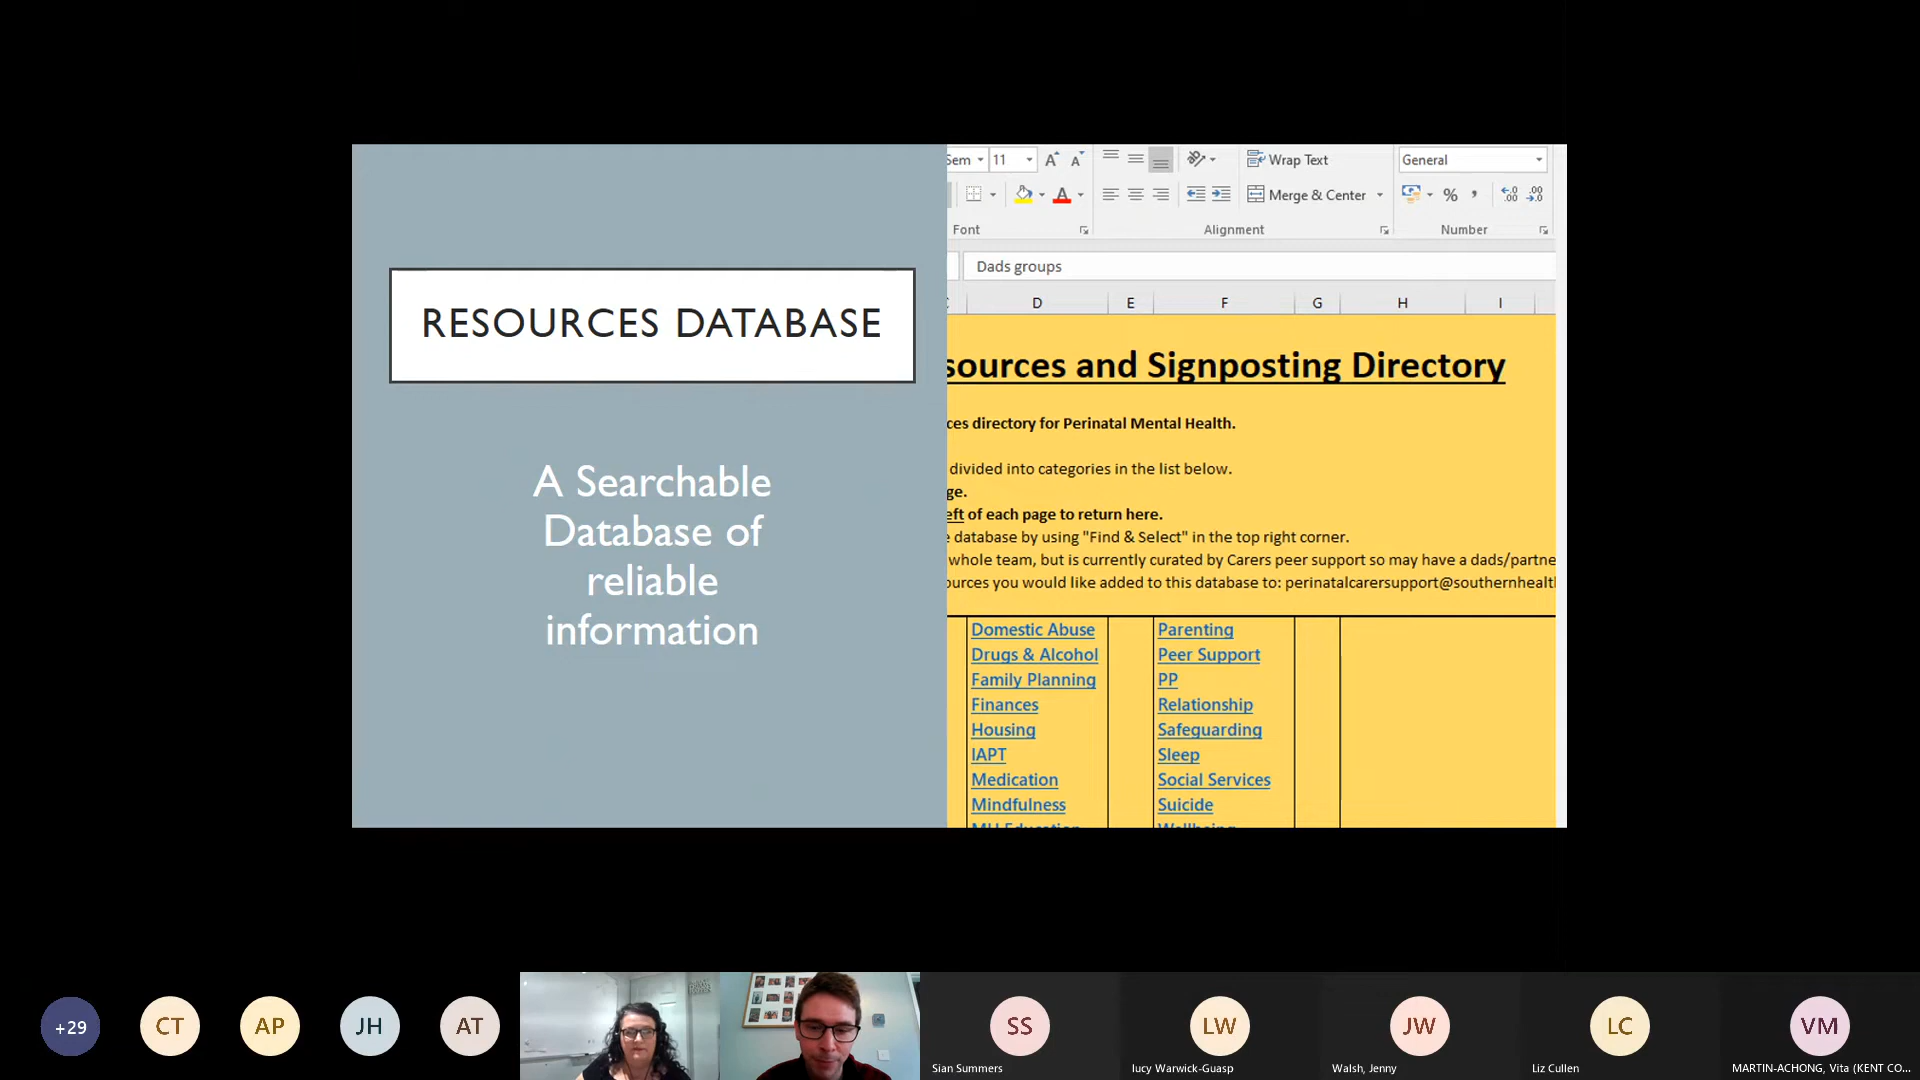 RESOURCES DATABASE
A Searchable
Database of
reliable
information
Sem 11
Wrap Text
General
Merge & Center
Font
Alignment
Number
Dads groups
D E F G H I
sources and Signposting Directory
ces directory for Perinatal Mental Health.
divided into categories in the list below.
ge.
eft of each page to return here.
e database by using "Find & Select" in the top right corner.
whole team, but is currently curated by Carers peer support so may have a dads/partne
ources you would like added to this database to: perinatalcarersupport@southernhealth
Domestic Abuse
Drugs & Alcohol
Family Planning
Finances
Housing
IAPT
Medication
Mindfulness
MH Education
Parenting
Peer Support
PP
Relationship
Safeguarding
Sleep
Social Services
Suicide
Wellbeing
+29
CT
AP
JH
AT
SS
Sian Summers
LW
lucy Warwick-Guasp
JW
Walsh, Jenny
LC
Liz Cullen
VM
MARTIN-ACHONG, Vita (KENT CO...